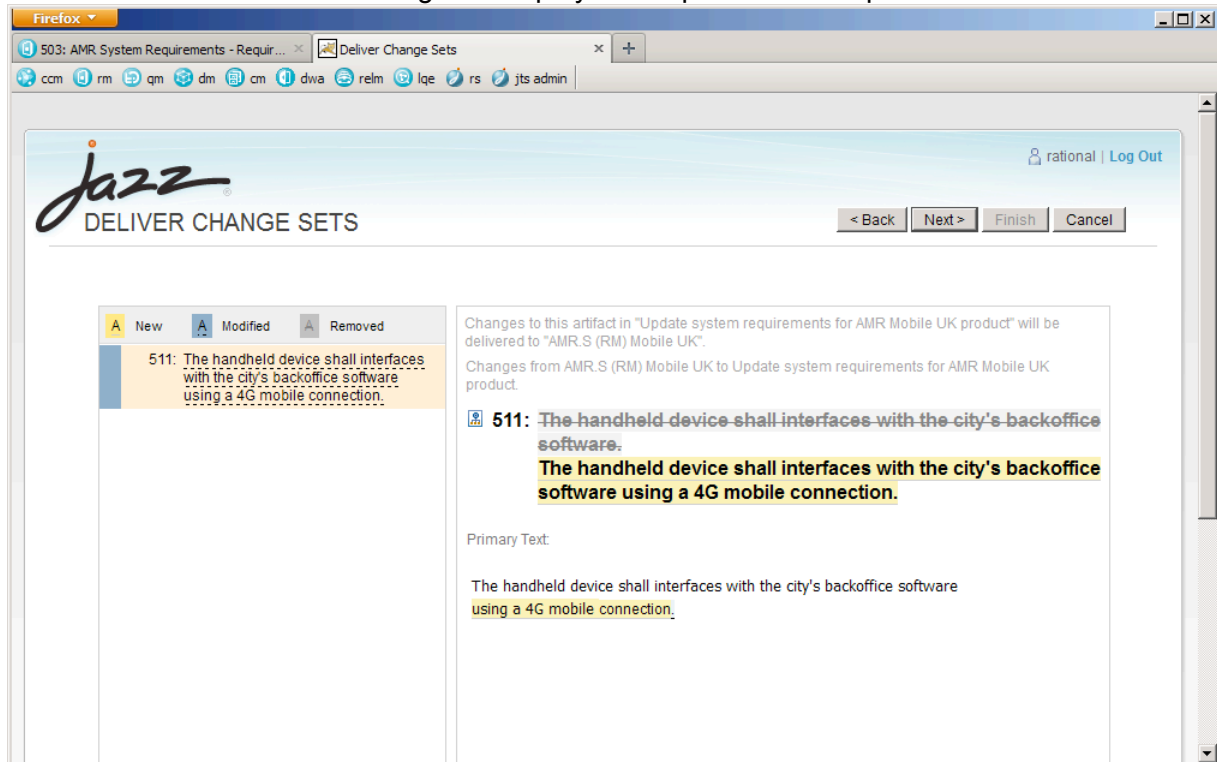 Firefox
503: AMR System Requirements - Requir... × Deliver Change Sets × +
ccm rm qm dm cm dwa relm lqe rs jts admin
jazz
rational | Log Out
DELIVER CHANGE SETS
< Back Next > Finish Cancel
A New A Modified A Removed
511: The handheld device shall interfaces
with the city's backoffice software
using a 4G mobile connection.
Changes to this artifact in "Update system requirements for AMR Mobile UK product" will be
delivered to "AMR.S (RM) Mobile UK".
Changes from AMR.S (RM) Mobile UK to Update system requirements for AMR Mobile UK
product.
511: The handheld device shall interfaces with the city's backoffice
software.
The handheld device shall interfaces with the city's backoffice
software using a 4G mobile connection.
Primary Text:
The handheld device shall interfaces with the city's backoffice software
using a 4G mobile connection.